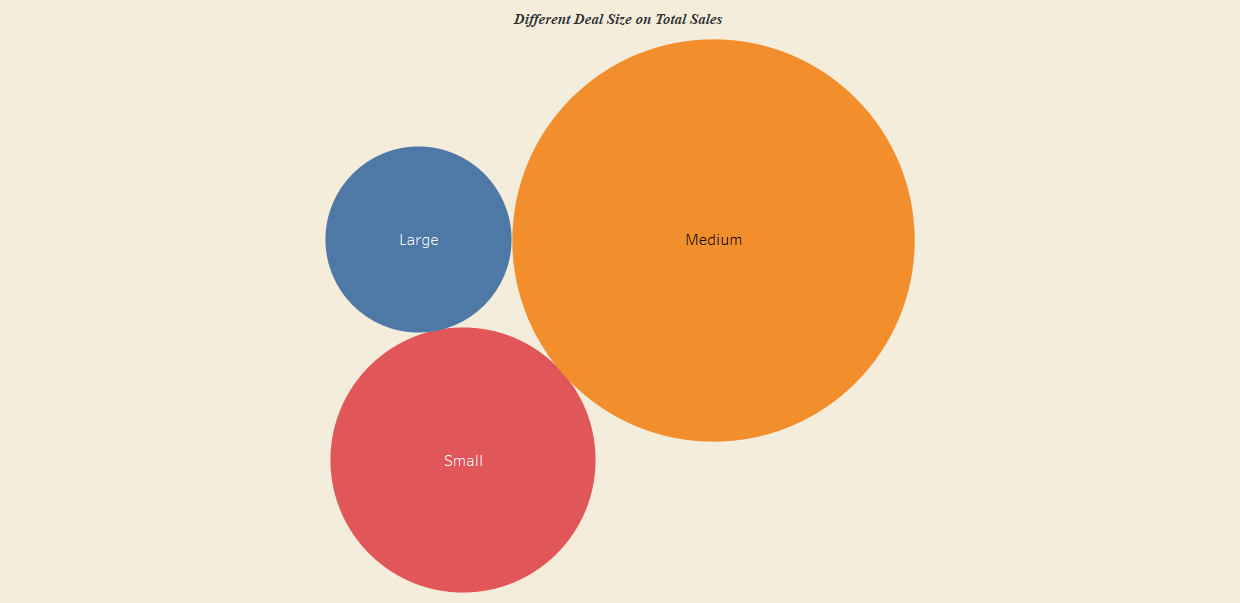 Different Deal Size on Total Sales
Large
Medium
Small